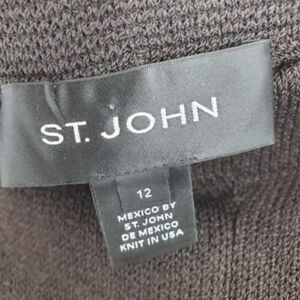 ST. JOHN
12
MEXICO BY
ST. JOHN
DE MEXICO
KNIT IN USA